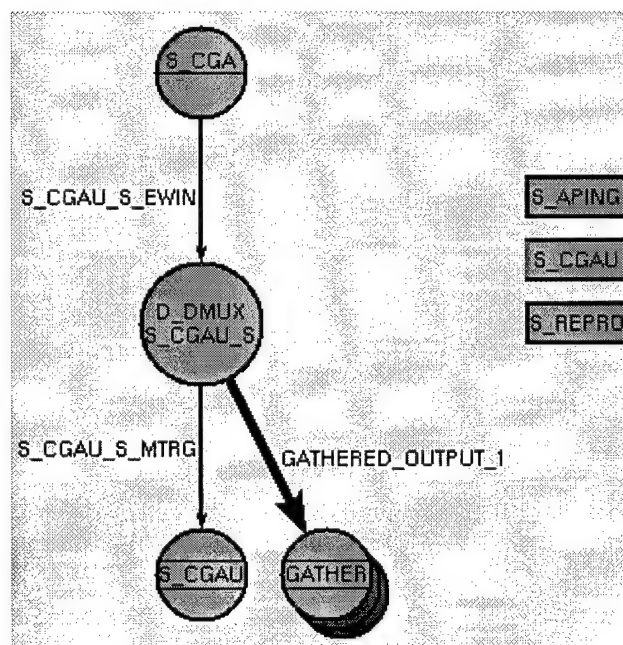 S_CGA
S_CGAU_S_EWIN
S_APING
S_CGAU
D_DMUX
S_CGAU_S
S_REPRO
S_CGAU_S_MTRG
GATHERED_OUTPUT_1
S_CGAU
GATHER